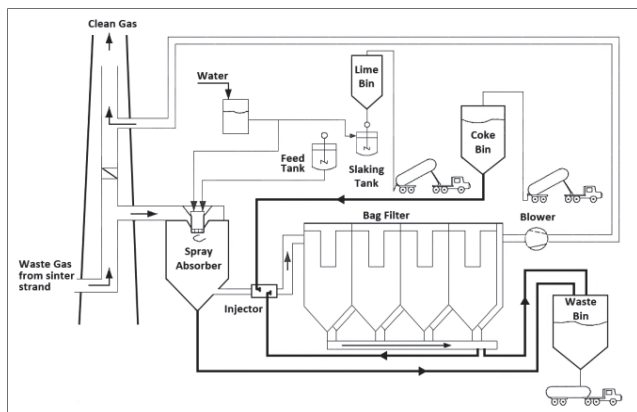 Clean Gas
Water
Lime
Bin
Coke
Bin
Feed
Tank
Slaking
Tank
Bag Filter
Blower
Waste Gas
from sinter
strand
Spray
Absorber
Injector
Waste
Bin